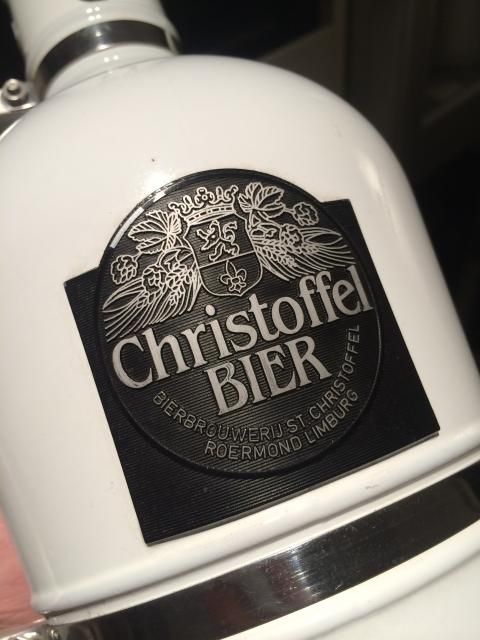 Christoffel
BIER
BIERBROUWERIJ ST. CHRISTOFFEL
ROERMOND LIMBURG